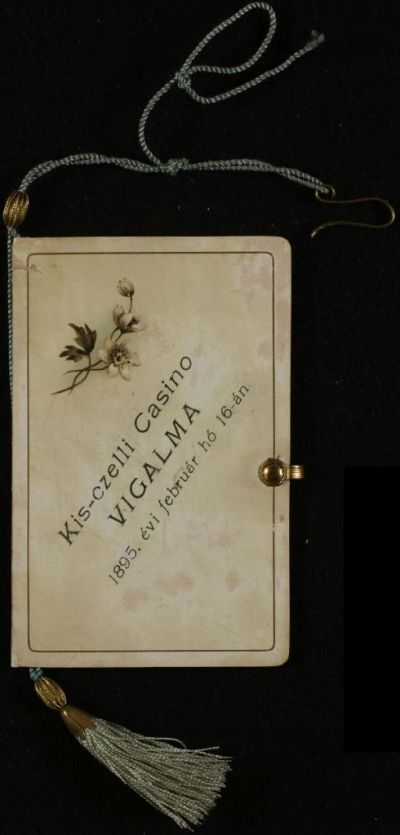 Kis-czelli Casino
VIGALMA
1895. évi február hó 16-án